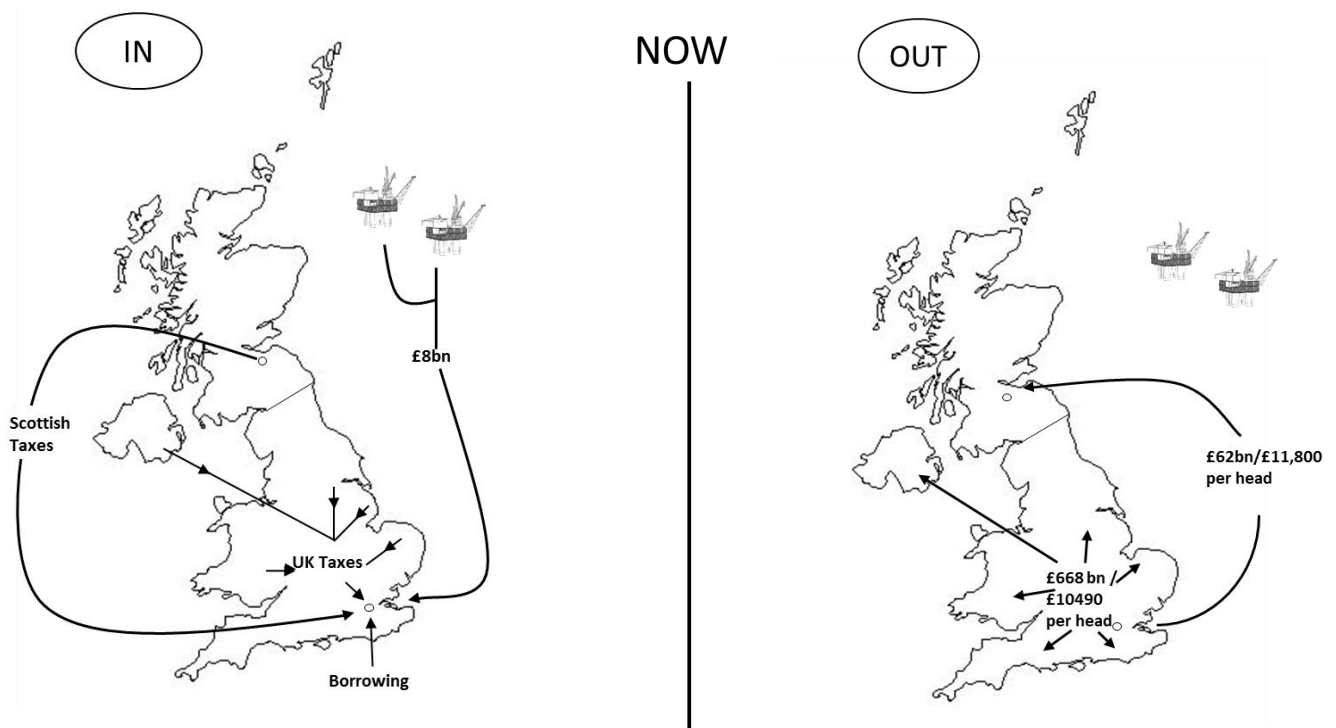 IN
NOW
OUT
£8bn
Scottish
Taxes
UK Taxes
Borrowing
£62bn/£11,800
per head
£668 bn /
£10490
per head